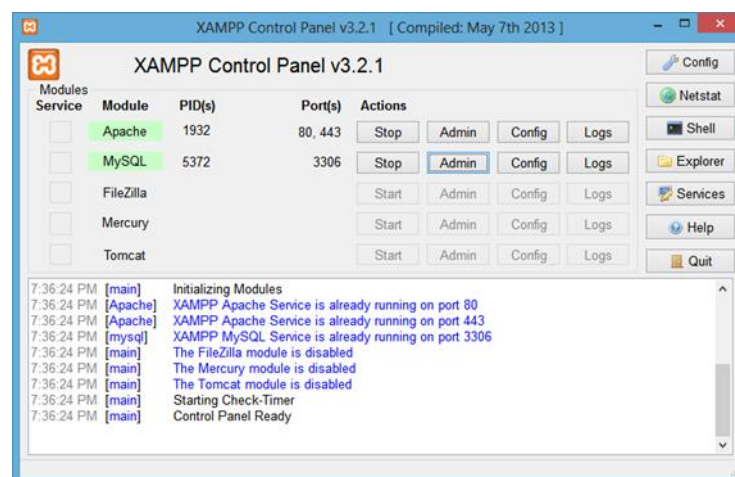 XAMPP Control Panel v3.2.1 [ Compiled: May 7th 2013 ]
XAMPP Control Panel v3.2.1
Config
Modules
Service Module PID(s) Port(s) Actions
Netstat
Apache 1932 80, 443 Stop Admin Config Logs
Shell
MySQL 5372 3306 Stop Admin Config Logs
Explorer
FileZilla Start Admin Config Logs
Services
Mercury Start Admin Config Logs
Help
Tomcat Start Admin Config Logs
Quit
7:36:24 PM [main] Initializing Modules
7:36:24 PM [Apache] XAMPP Apache Service is already running on port 80
7:36:24 PM [Apache] XAMPP Apache Service is already running on port 443
7:36:24 PM [mysql] XAMPP MySQL Service is already running on port 3306
7:36:24 PM [main] The FileZilla module is disabled
7:36:24 PM [main] The Mercury module is disabled
7:36:24 PM [main] The Tomcat module is disabled
7:36:24 PM [main] Starting Check-Timer
7:36:24 PM [main] Control Panel Ready